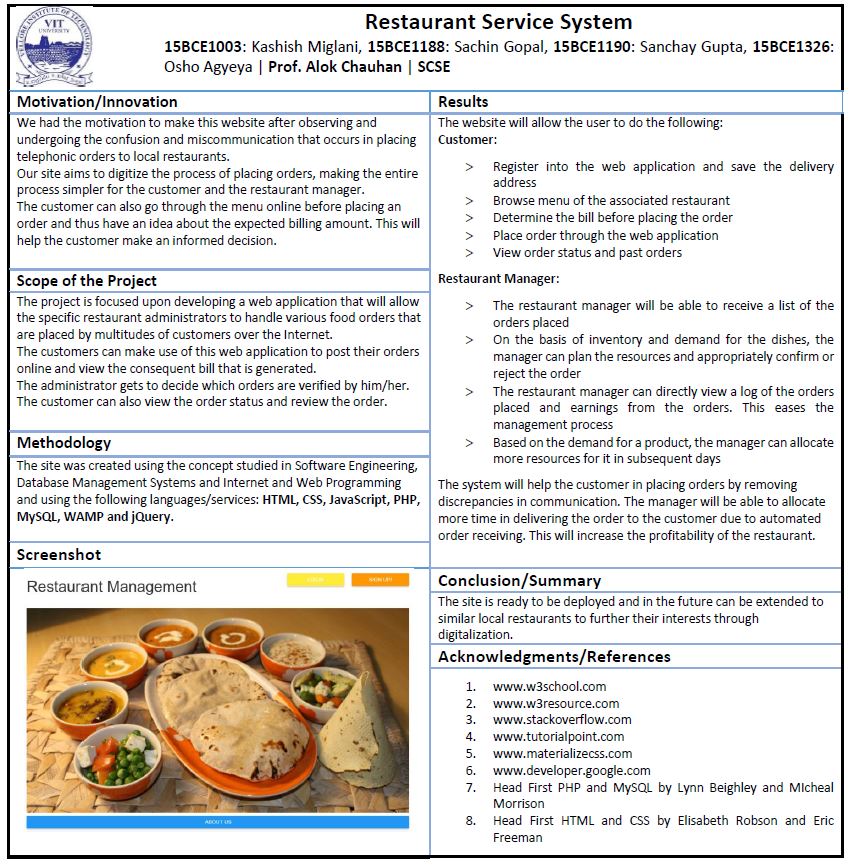 VIT
Restaurant Service System
15BCE1003: Kashish Miglani, 15BCE1188: Sachin Gopal, 15BCE1190: Sanchay Gupta, 15BCE1326:
Osho Agyeya | Prof. Alok Chauhan | SCSE
Motivation/Innovation
We had the motivation to make this website after observing and
undergoing the confusion and miscommunication that occurs in placing
telephonic orders to local restaurants.
Our site aims to digitize the process of placing orders, making the entire
process simpler for the customer and the restaurant manager.
The customer can also go through the menu online before placing an
order and thus have an idea about the expected billing amount. This will
help the customer make an informed decision.
Scope of the Project
The project is focused upon developing a web application that will allow
the specific restaurant administrators to handle various food orders that
are placed by multitudes of customers over the Internet.
The customers can make use of this web application to post their orders
online and view the consequent bill that is generated.
The administrator gets to decide which orders are verified by him/her.
The customer can also view the order status and review the order.
Methodology
The site was created using the concept studied in Software Engineering,
Database Management Systems and Internet and Web Programming
and using the following languages/services: HTML, CSS, JavaScript, PHP,
MySQL, WAMP and jQuery.
Screenshot
Restaurant Management
LOGIN
SIGN UP!
ABOUT US
Results
The website will allow the user to do the following:
Customer:
> Register into the web application and save the delivery
address
> Browse menu of the associated restaurant
> Determine the bill before placing the order
> Place order through the web application
> View order status and past orders
Restaurant Manager:
> The restaurant manager will be able to receive a list of the
orders placed
> On the basis of inventory and demand for the dishes, the
manager can plan the resources and appropriately confirm or
reject the order
> The restaurant manager can directly view a log of the orders
placed and earnings from the orders. This eases the
management process
> Based on the demand for a product, the manager can allocate
more resources for it in subsequent days
The system will help the customer in placing orders by removing
discrepancies in communication. The manager will be able to allocate
more time in delivering the order to the customer due to automated
order receiving. This will increase the profitability of the restaurant.
Conclusion/Summary
The site is ready to be deployed and in the future can be extended to
similar local restaurants to further their interests through
digitalization.
Acknowledgments/References
1. www.w3school.com
2. www.w3resource.com
3. www.stackoverflow.com
4. www.tutorialpoint.com
5. www.materializecss.com
6. www.developer.google.com
7. Head First PHP and MySQL by Lynn Beighley and MIcheal
Morrison
8. Head First HTML and CSS by Elisabeth Robson and Eric
Freeman